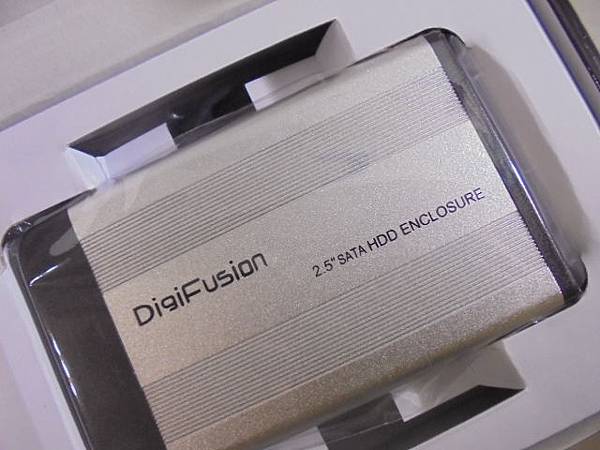 DigiFusion
2.5" SATA HDD ENCLOSURE